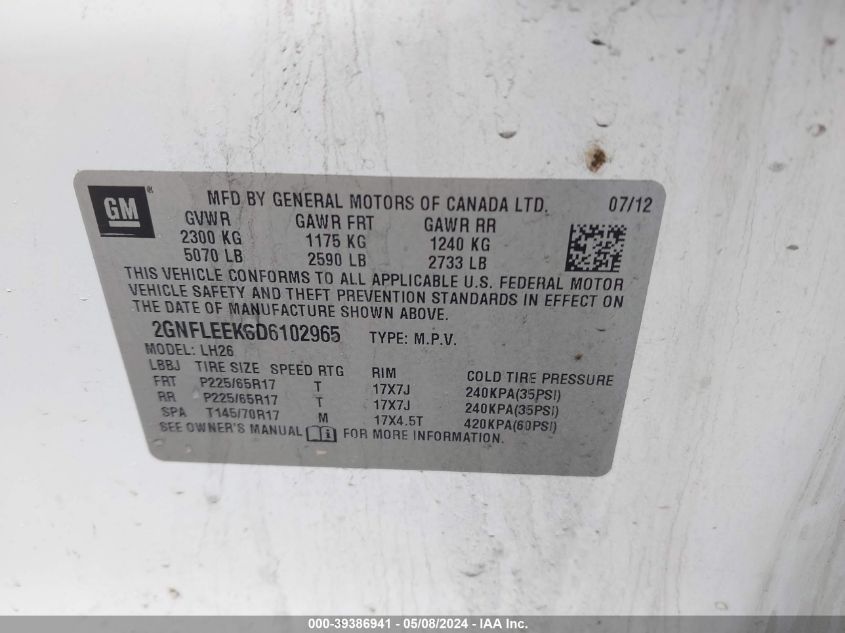 GM
®
MFD BY GENERAL MOTORS OF CANADA LTD. 07/12
GVWR GAWR FRT GAWR RR
2300 KG 1175 KG 1240 KG
5070 LB 2590 LB 2733 LB
THIS VEHICLE CONFORMS TO ALL APPLICABLE U.S. FEDERAL MOTOR
VEHICLE SAFETY AND THEFT PREVENTION STANDARDS IN EFFECT ON
THE DATE OF MANUFACTURE SHOWN ABOVE.
2GNFLEEK6D6102965 TYPE: M.P.V.
MODEL: LH26
LBBJ TIRE SIZE SPEED RTG RIM COLD TIRE PRESSURE
FRT P225/65R17 T 17X7J 240KPA(35PSI)
RR P225/65R17 T 17X7J 240KPA(35PSI)
SPA T145/70R17 M 17X4.5T 420KPA(60PSI)
SEE OWNER'S MANUAL FOR MORE INFORMATION.
000-39386941 - 05/08/2024 - IAA Inc.